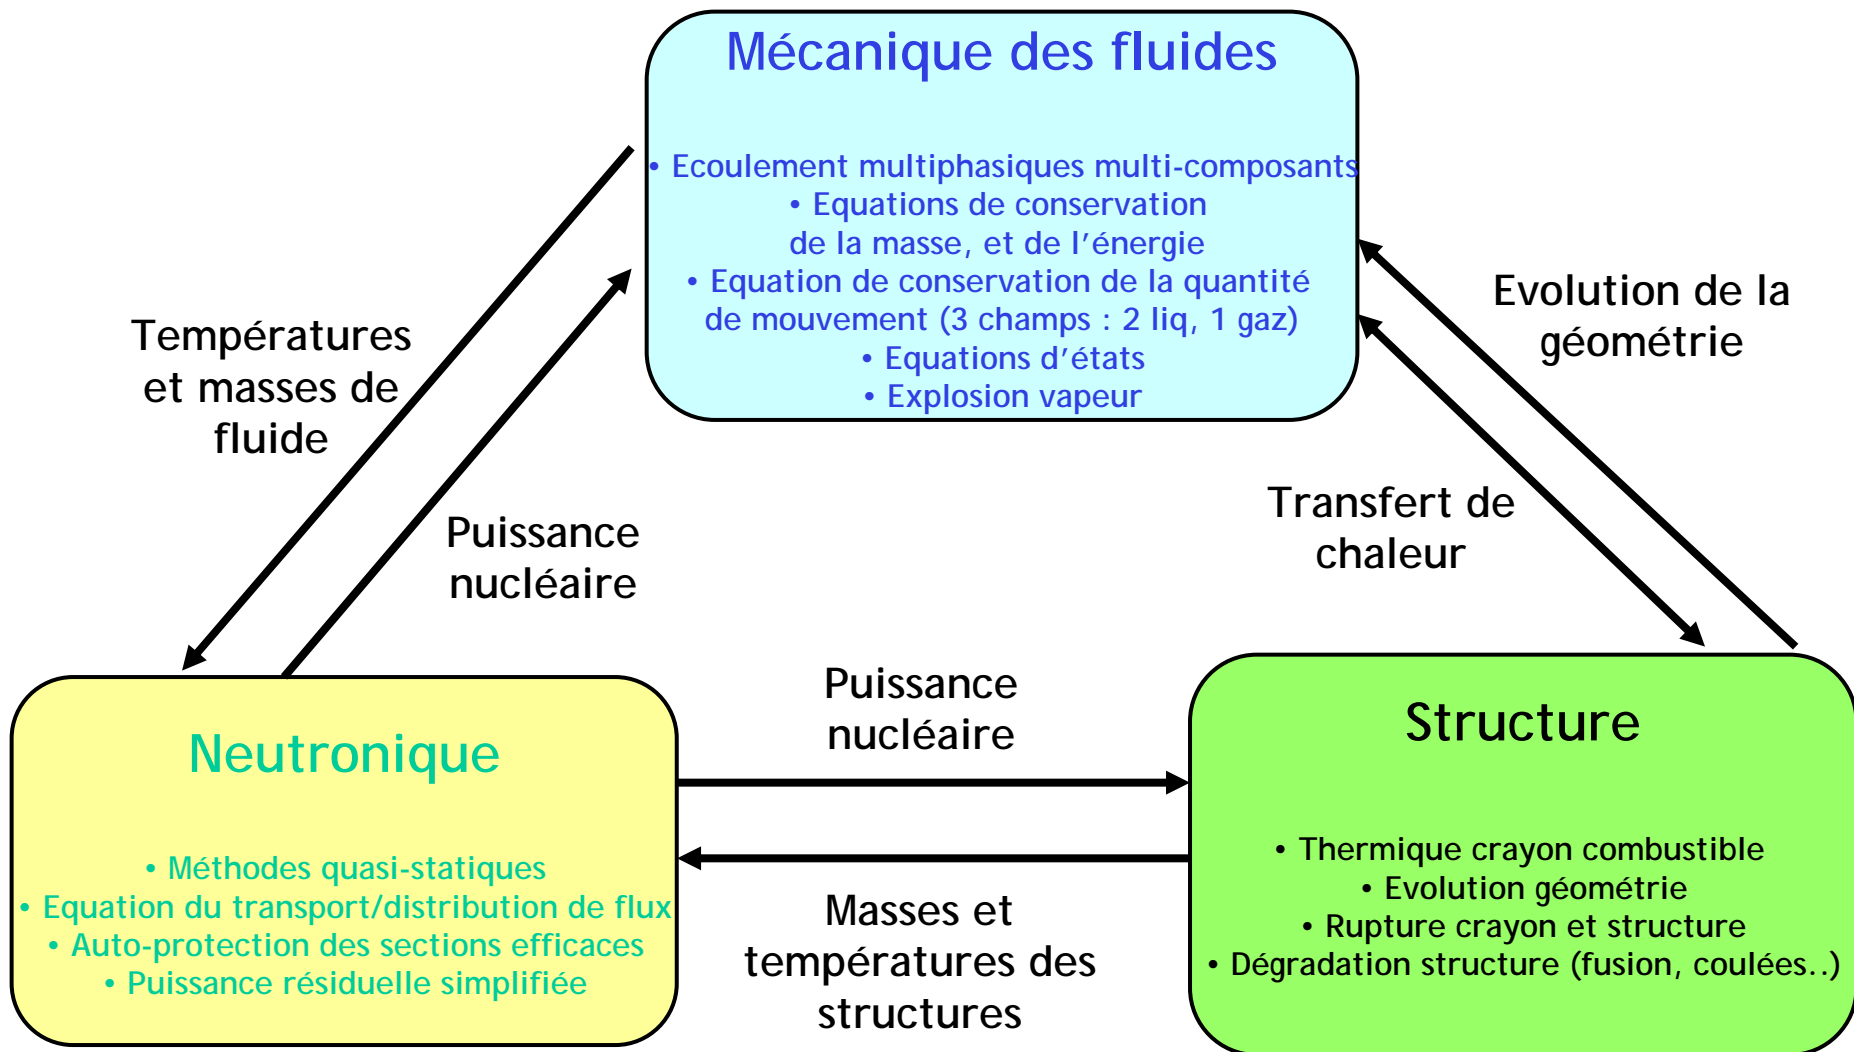 Mécanique des fluides
• Ecoulement multiphasiques multi-composants
• Equations de conservation
de la masse, et de l'énergie
• Equation de conservation de la quantité
de mouvement (3 champs : 2 liq, 1 gaz)
• Equations d'états
• Explosion vapeur
Températures
et masses de
fluide
Puissance
nucléaire
Evolution de la
géométrie
Transfert de
chaleur
Neutronique
• Méthodes quasi-statiques
• Equation du transport/distribution de flux
• Auto-protection des sections efficaces
• Puissance résiduelle simplifiée
Puissance
nucléaire
Masses et
températures des
structures
Structure
• Thermique crayon combustible
• Evolution géométrie
• Rupture crayon et structure
• Dégradation structure (fusion, coulées..)